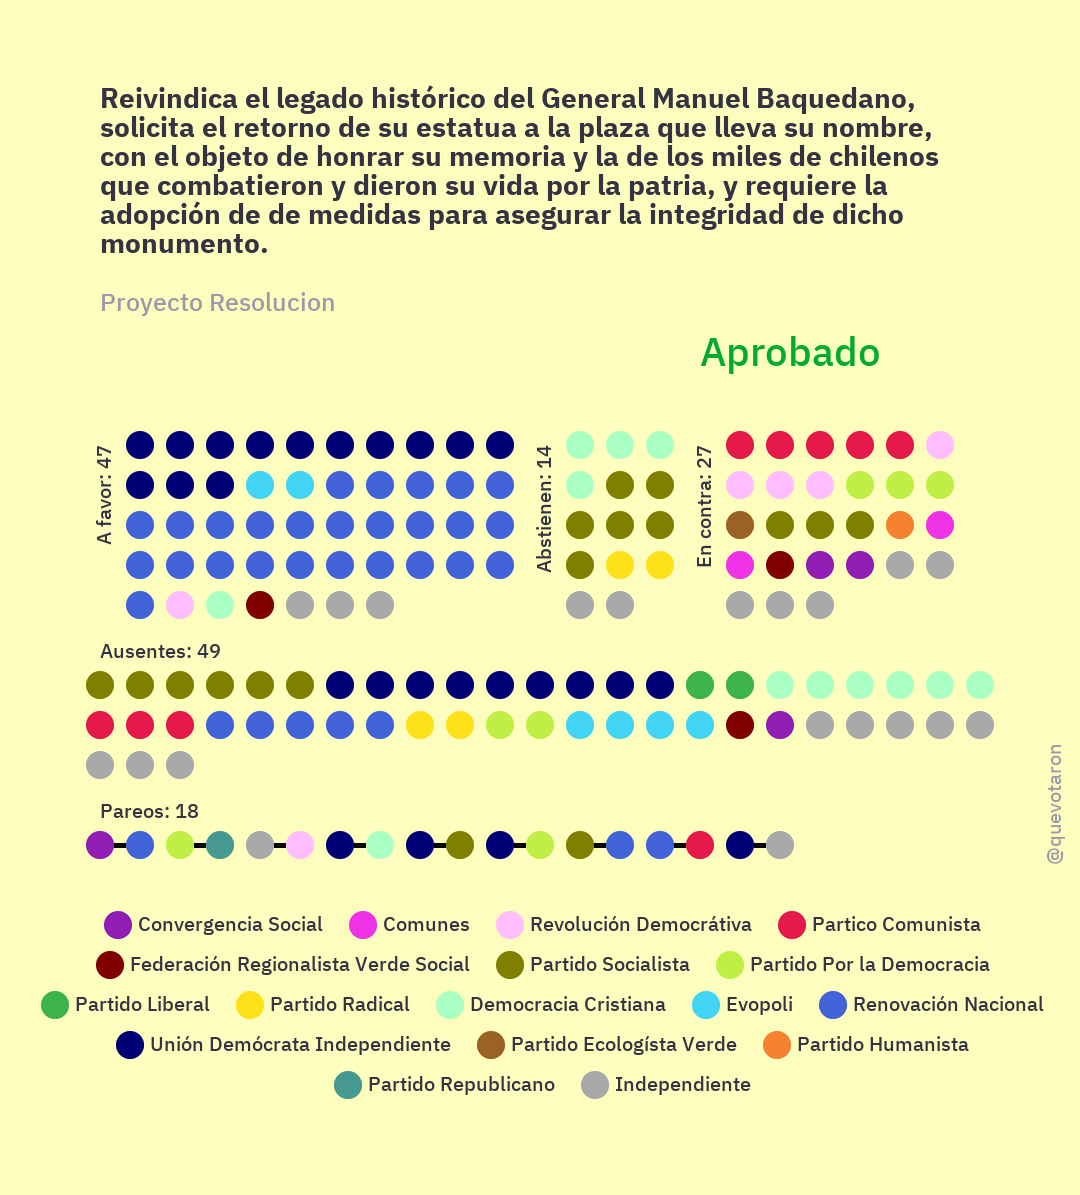 Reivindica el legado histórico del General Manuel Baquedano,
solicita el retorno de su estatua a la plaza que lleva su nombre,
con el objeto de honrar su memoria y la de los miles de chilenos
que combatieron y dieron su vida por la patria, y requiere la
adopción de de medidas para asegurar la integridad de dicho
monumento.
Proyecto Resolucion
Aprobado
A favor: 47
Abstienen: 14
En contra: 27
Ausentes: 49
Pareos: 18
@quevotaron
Convergencia Social Comunes Revolución Democrátiva Partico Comunista
Federación Regionalista Verde Social Partido Socialista Partido Por la Democracia
Partido Liberal Partido Radical Democracia Cristiana Evopoli Renovación Nacional
Unión Demócrata Independiente Partido Ecologísta Verde Partido Humanista
Partido Republicano Independiente